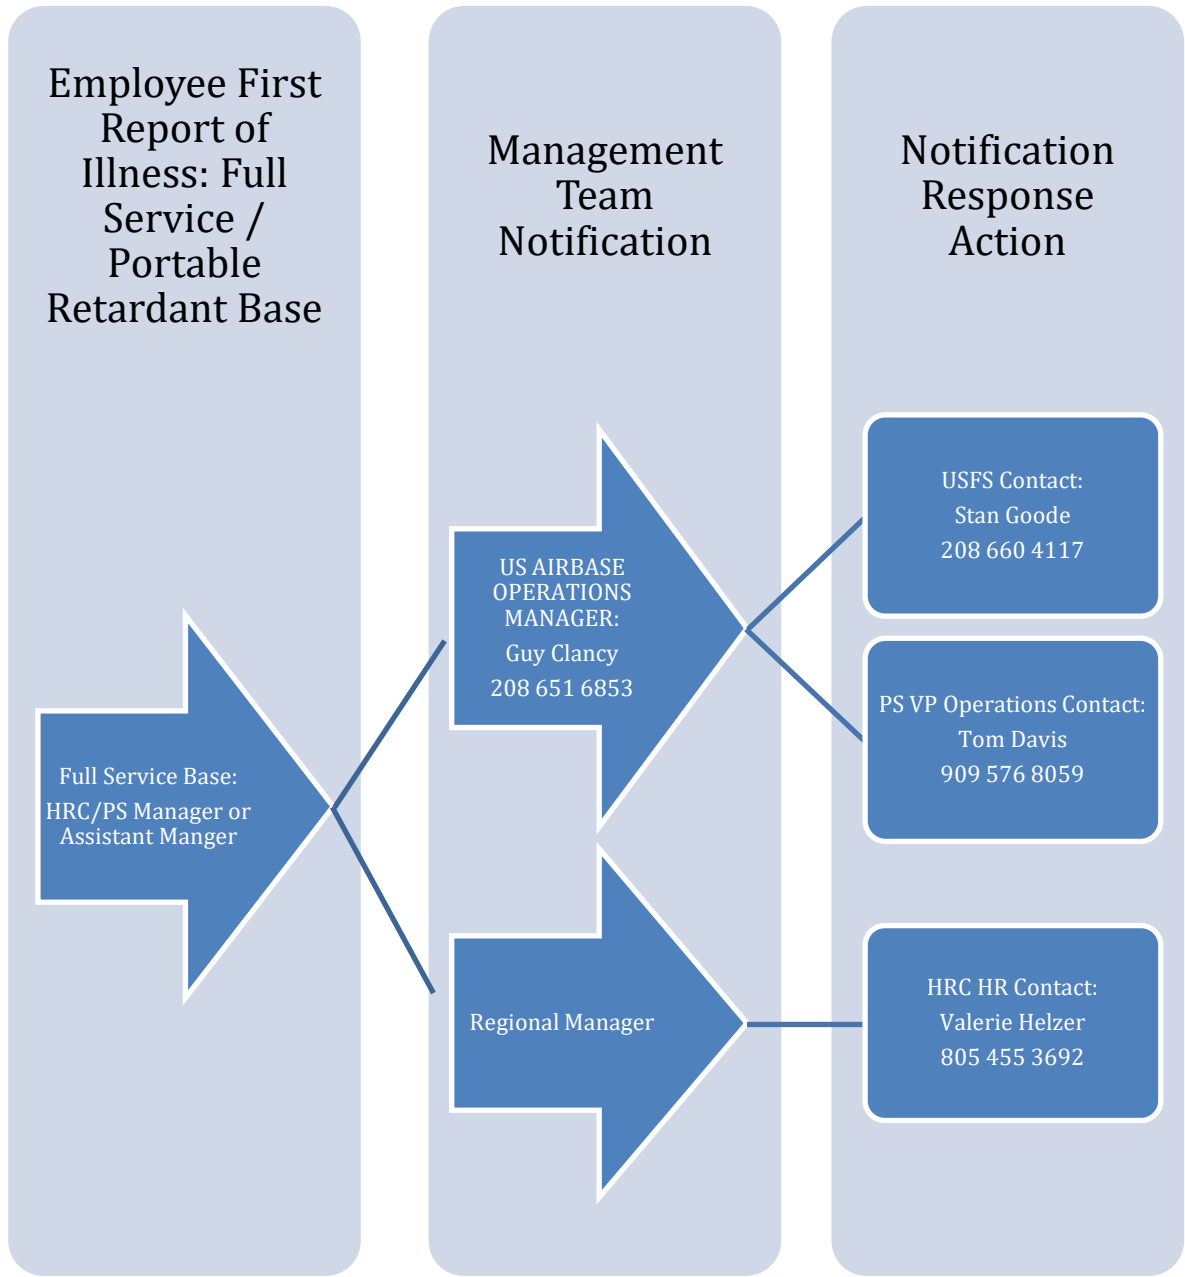 Employee First
Report of
Illness: Full
Service /
Portable
Retardant Base
Management
Team
Notification
Notification
Response
Action
Full Service Base:
HRC/PS Manager or
Assistant Manger
US AIRBASE
OPERATIONS
MANAGER:
Guy Clancy
208 651 6853
Regional Manager
USFS Contact:
Stan Goode
208 660 4117
PS VP Operations Contact:
Tom Davis
909 576 8059
HRC HR Contact:
Valerie Helzer
805 455 3692